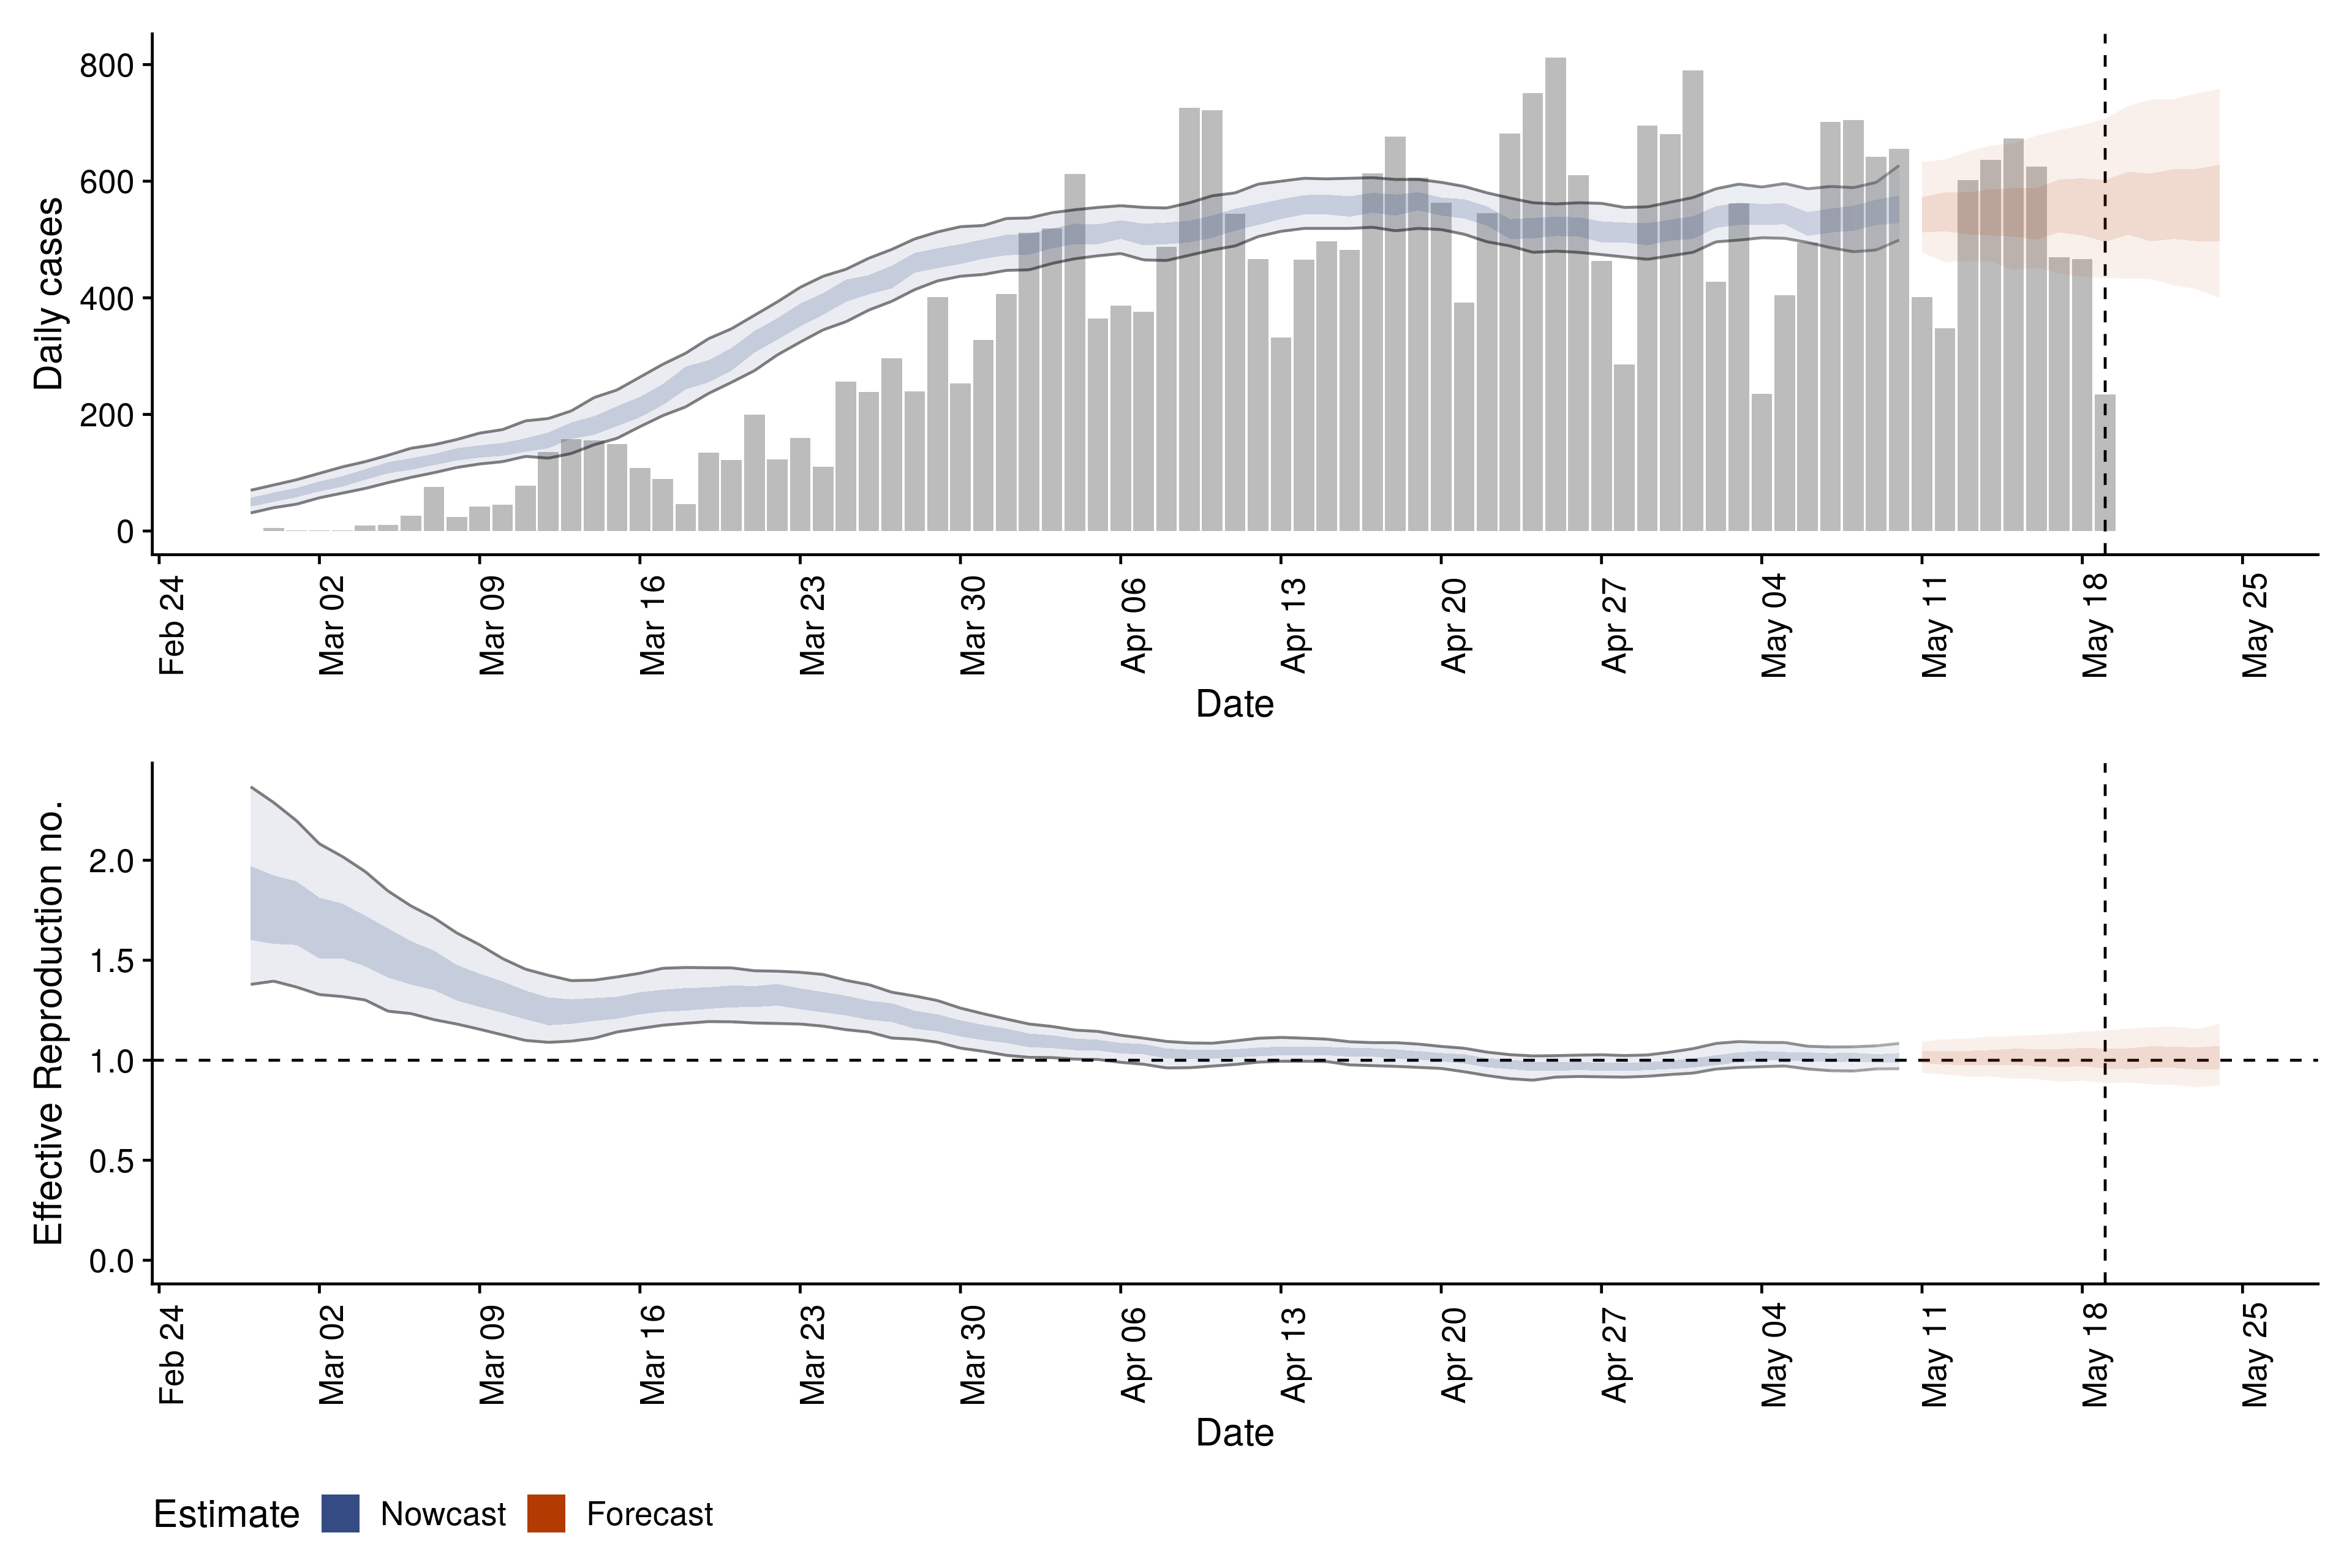 Daily cases
800
600
400
200
0
Feb 24
Mar 02
Mar 09
Mar 16
Mar 23
Mar 30
Apr 06
Apr 13
Apr 20
Apr 27
May 04
May 11
May 18
May 25
Date
Effective Reproduction no.
2.0
1.5
1.0
0.5
0.0
Feb 24
Mar 02
Mar 09
Mar 16
Mar 23
Mar 30
Apr 06
Apr 13
Apr 20
Apr 27
May 04
May 11
May 18
May 25
Date
Estimate Nowcast Forecast